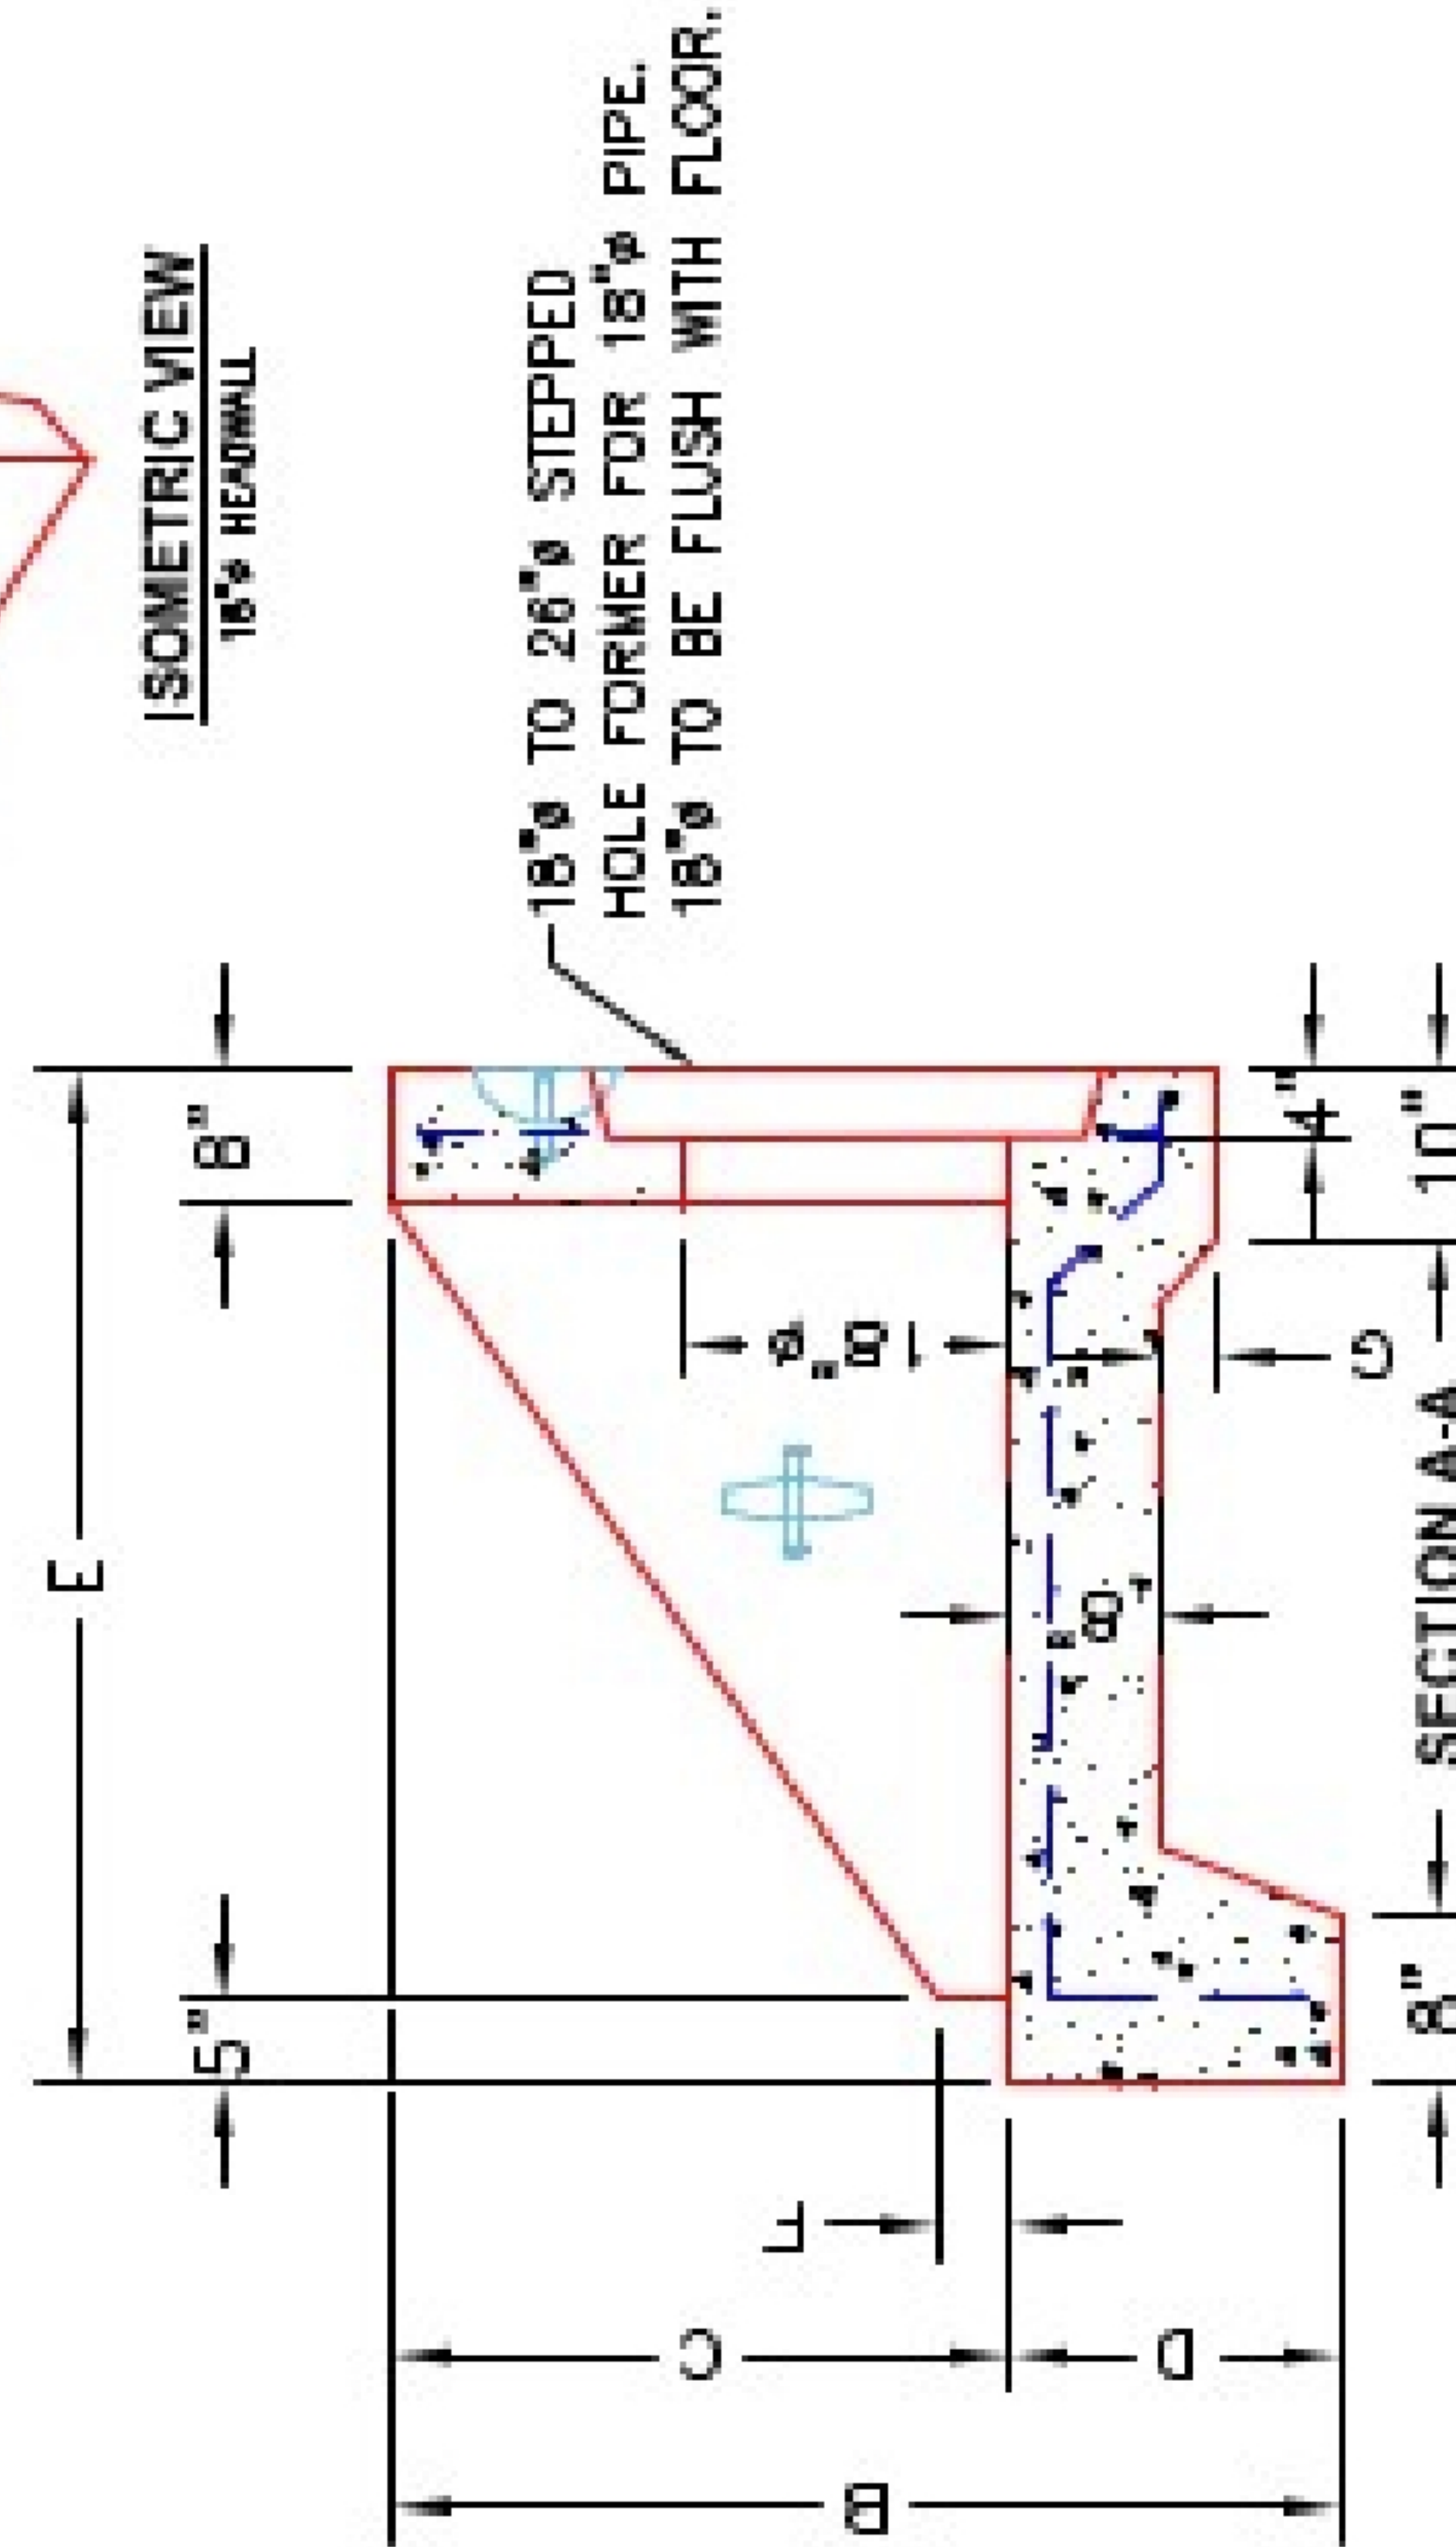 ISOMETRIC VIEW
18"ø HEADWALL
18"ø TO 26"ø STEPPED
HOLE FORMER FOR 18"ø PIPE.
18"ø TO BE FLUSH WITH FLOOR.
E
5"
8"
18"ø
8"
F
C
D
B
G
4"
8"
10"
SECTION A-A